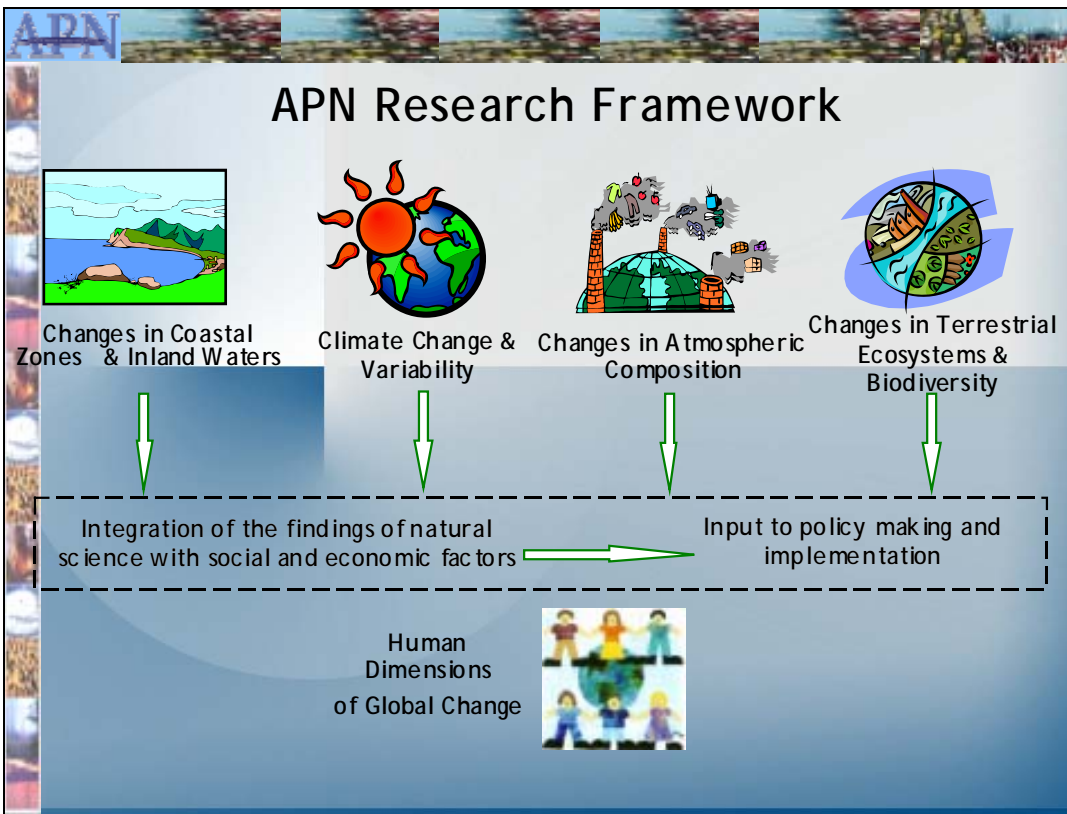 APN
APN Research Framework
Changes in Coastal
Zones & Inland Waters
Climate Change &
Variability
Changes in Atmospheric
Composition
Changes in Terrestrial
Ecosystems &
Biodiversity
Integration of the findings of natural
science with social and economic factors
Input to policy making and
implementation
Human
Dimensions
of Global Change